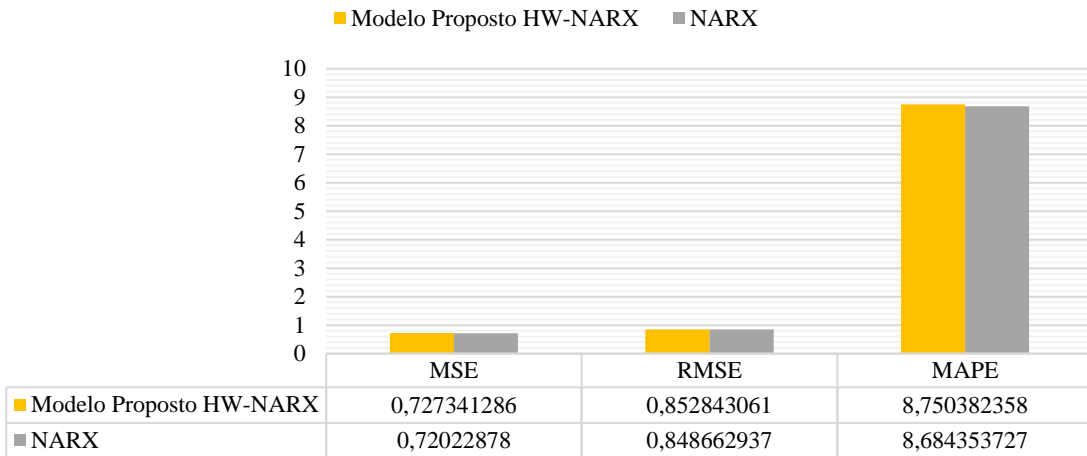 Modelo Proposto HW-NARX NARX
10
9
8
7
6
5
4
3
2
1
0
MSE RMSE MAPE
Modelo Proposto HW-NARX 0,727341286 0,852843061 8,750382358
NARX 0,72022878 0,848662937 8,684353727